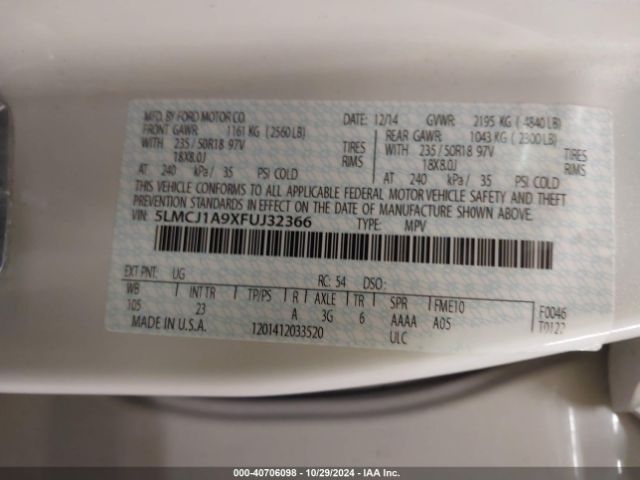 MFD. BY FORD MOTOR CO. DATE: 12/14 GVWR: 2195 KG ( 4840 LB)
FRONT GAWR: 1161 KG ( 2560 LB) REAR GAWR: 1043 KG ( 2300 LB)
WITH 235/50R18 97V TIRES WITH 235/50R18 97V TIRES
18X8.0J RIMS 18X8.0J RIMS
AT 240 kPa/ 35 PSI COLD AT 240 kPa/ 35 PSI COLD
THIS VEHICLE CONFORMS TO ALL APPLICABLE FEDERAL MOTOR VEHICLE SAFETY AND THEFT
PREVENTION STANDARDS IN EFFECT ON THE DATE OF MANUFACTURE SHOWN ABOVE.
VIN: 5LMCJ1A9XFUJ32366 TYPE: MPV
EXT PNT: UG RC: 54 DSO:
WB INT TR TP/PS R AXLE TR SPR FME10 F0046
105 23 A 3G 6 AAAA A05 T0122
MADE IN U.S.A. 1201412033520 ULC
000-40706098 - 10/29/2024 - IAA Inc.